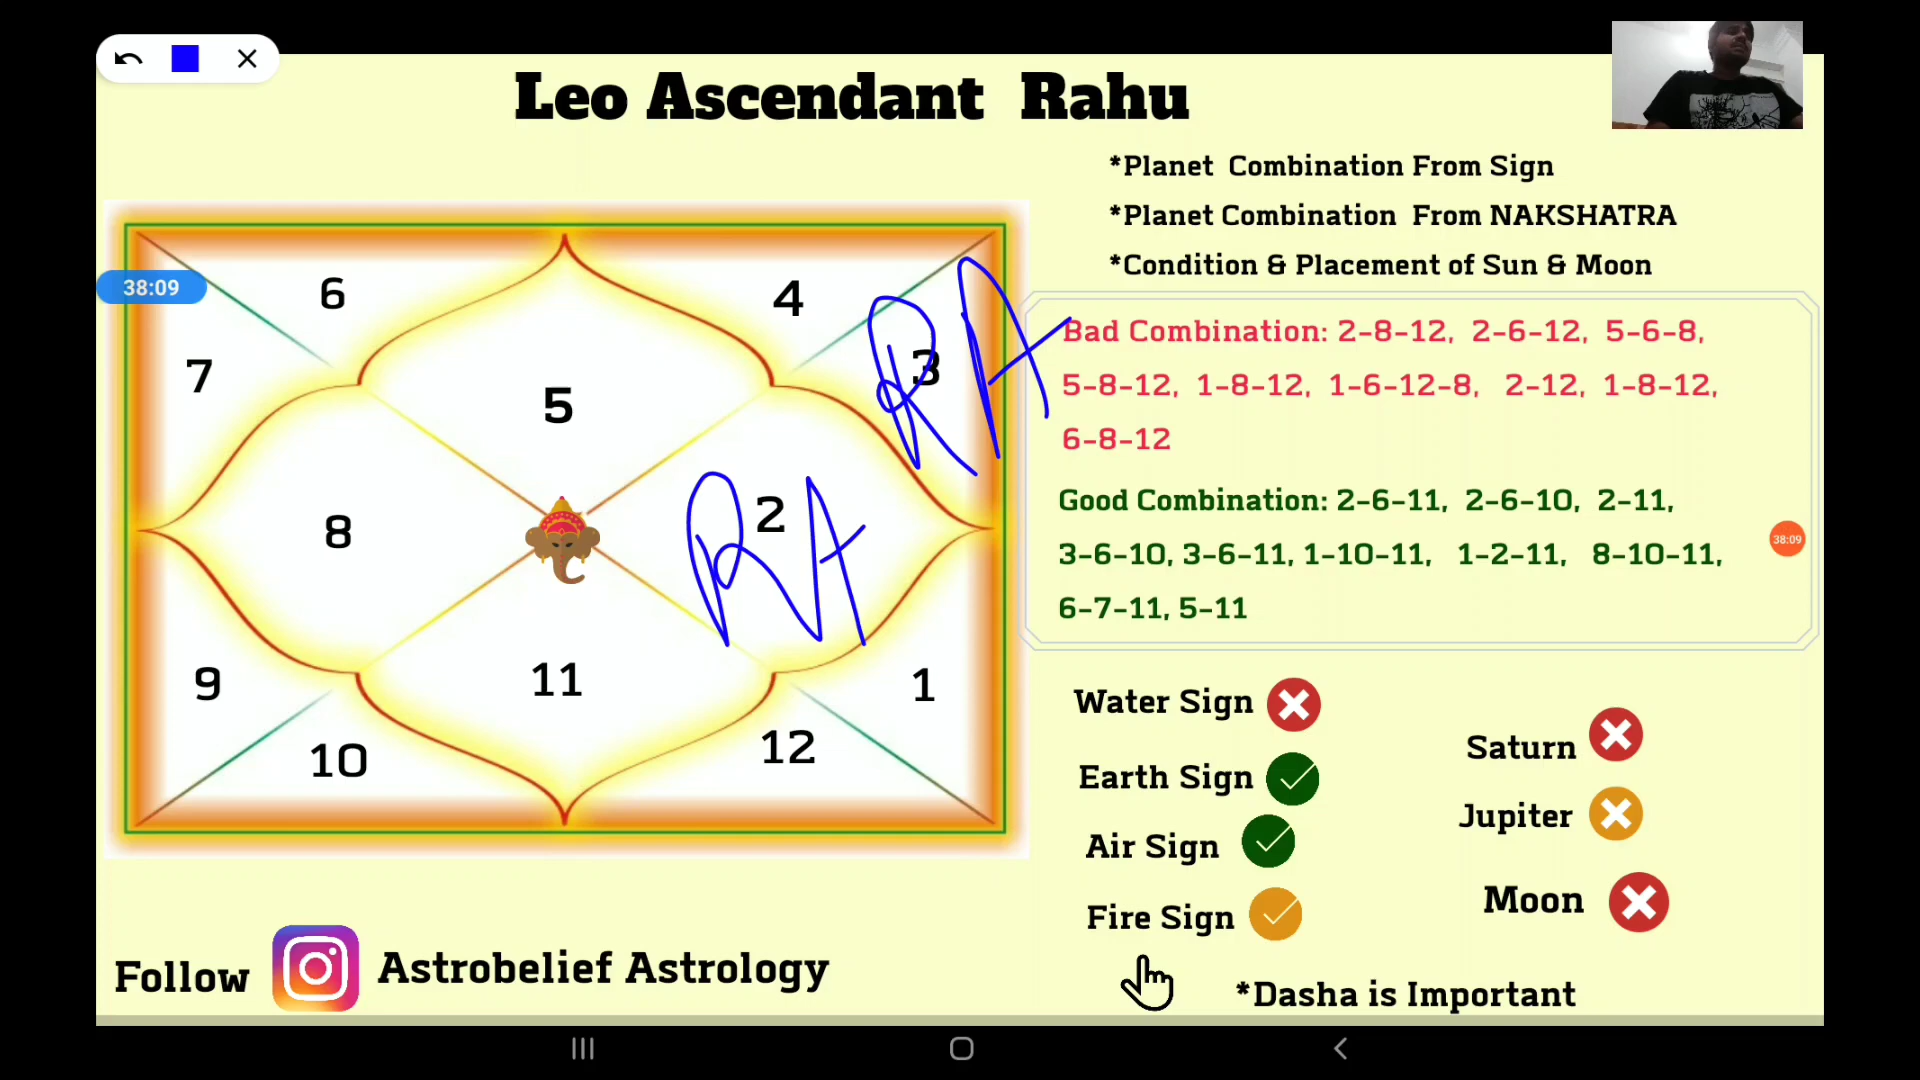 Leo Ascendant Rahu
*Planet Combination From Sign
*Planet Combination From NAKSHATRA
*Condition & Placement of Sun & Moon
38:09
6
4
7
3
5
RA
8
2
RA
9
11
1
10
12
Bad Combination: 2-8-12, 2-6-12, 5-6-8,
5-8-12, 1-8-12, 1-6-12-8, 2-12, 1-8-12,
6-8-12
Good Combination: 2-6-11, 2-6-10, 2-11,
3-6-10, 3-6-11, 1-10-11, 1-2-11, 8-10-11,
6-7-11, 5-11
38:09
Water Sign
Earth Sign
Air Sign
Fire Sign
Saturn
Jupiter
Moon
*Dasha is Important
Follow Astrobelief Astrology